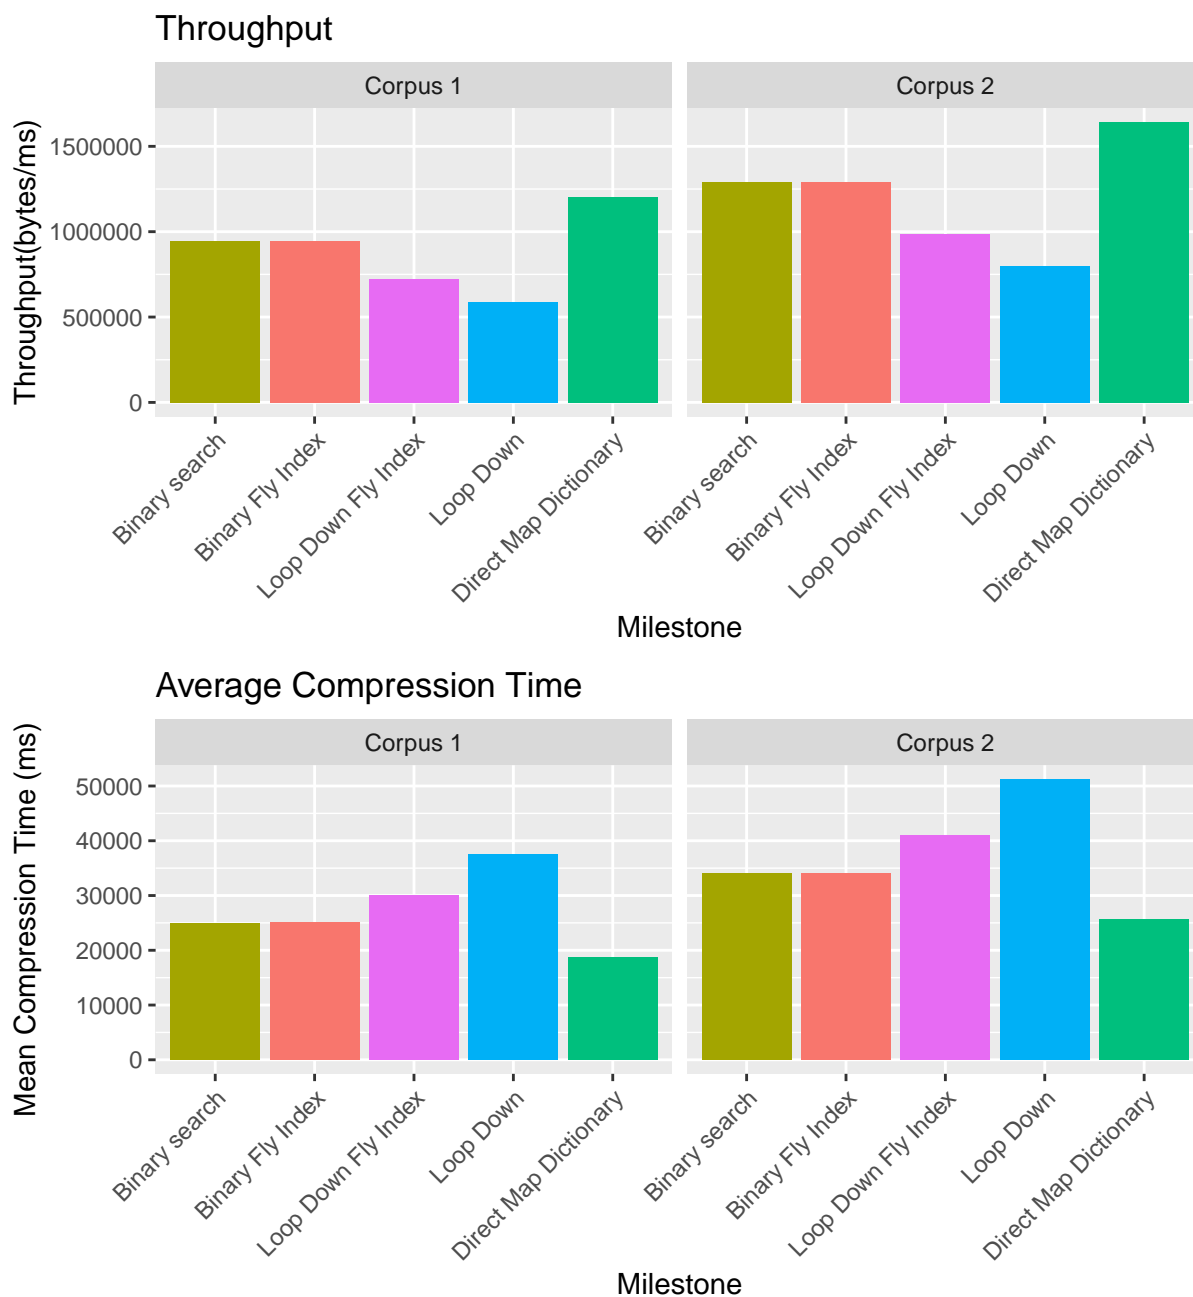 Throughput
Corpus 1
Corpus 2
Throughput(bytes/ms)
1500000
1000000
500000
0
Binary search
Binary Fly Index
Loop Down Fly Index
Loop Down
Direct Map Dictionary
Binary search
Binary Fly Index
Loop Down Fly Index
Loop Down
Direct Map Dictionary
Milestone
Average Compression Time
Corpus 1
Corpus 2
Mean Compression Time (ms)
50000
40000
30000
20000
10000
0
Binary search
Binary Fly Index
Loop Down Fly Index
Loop Down
Direct Map Dictionary
Binary search
Binary Fly Index
Loop Down Fly Index
Loop Down
Direct Map Dictionary
Milestone